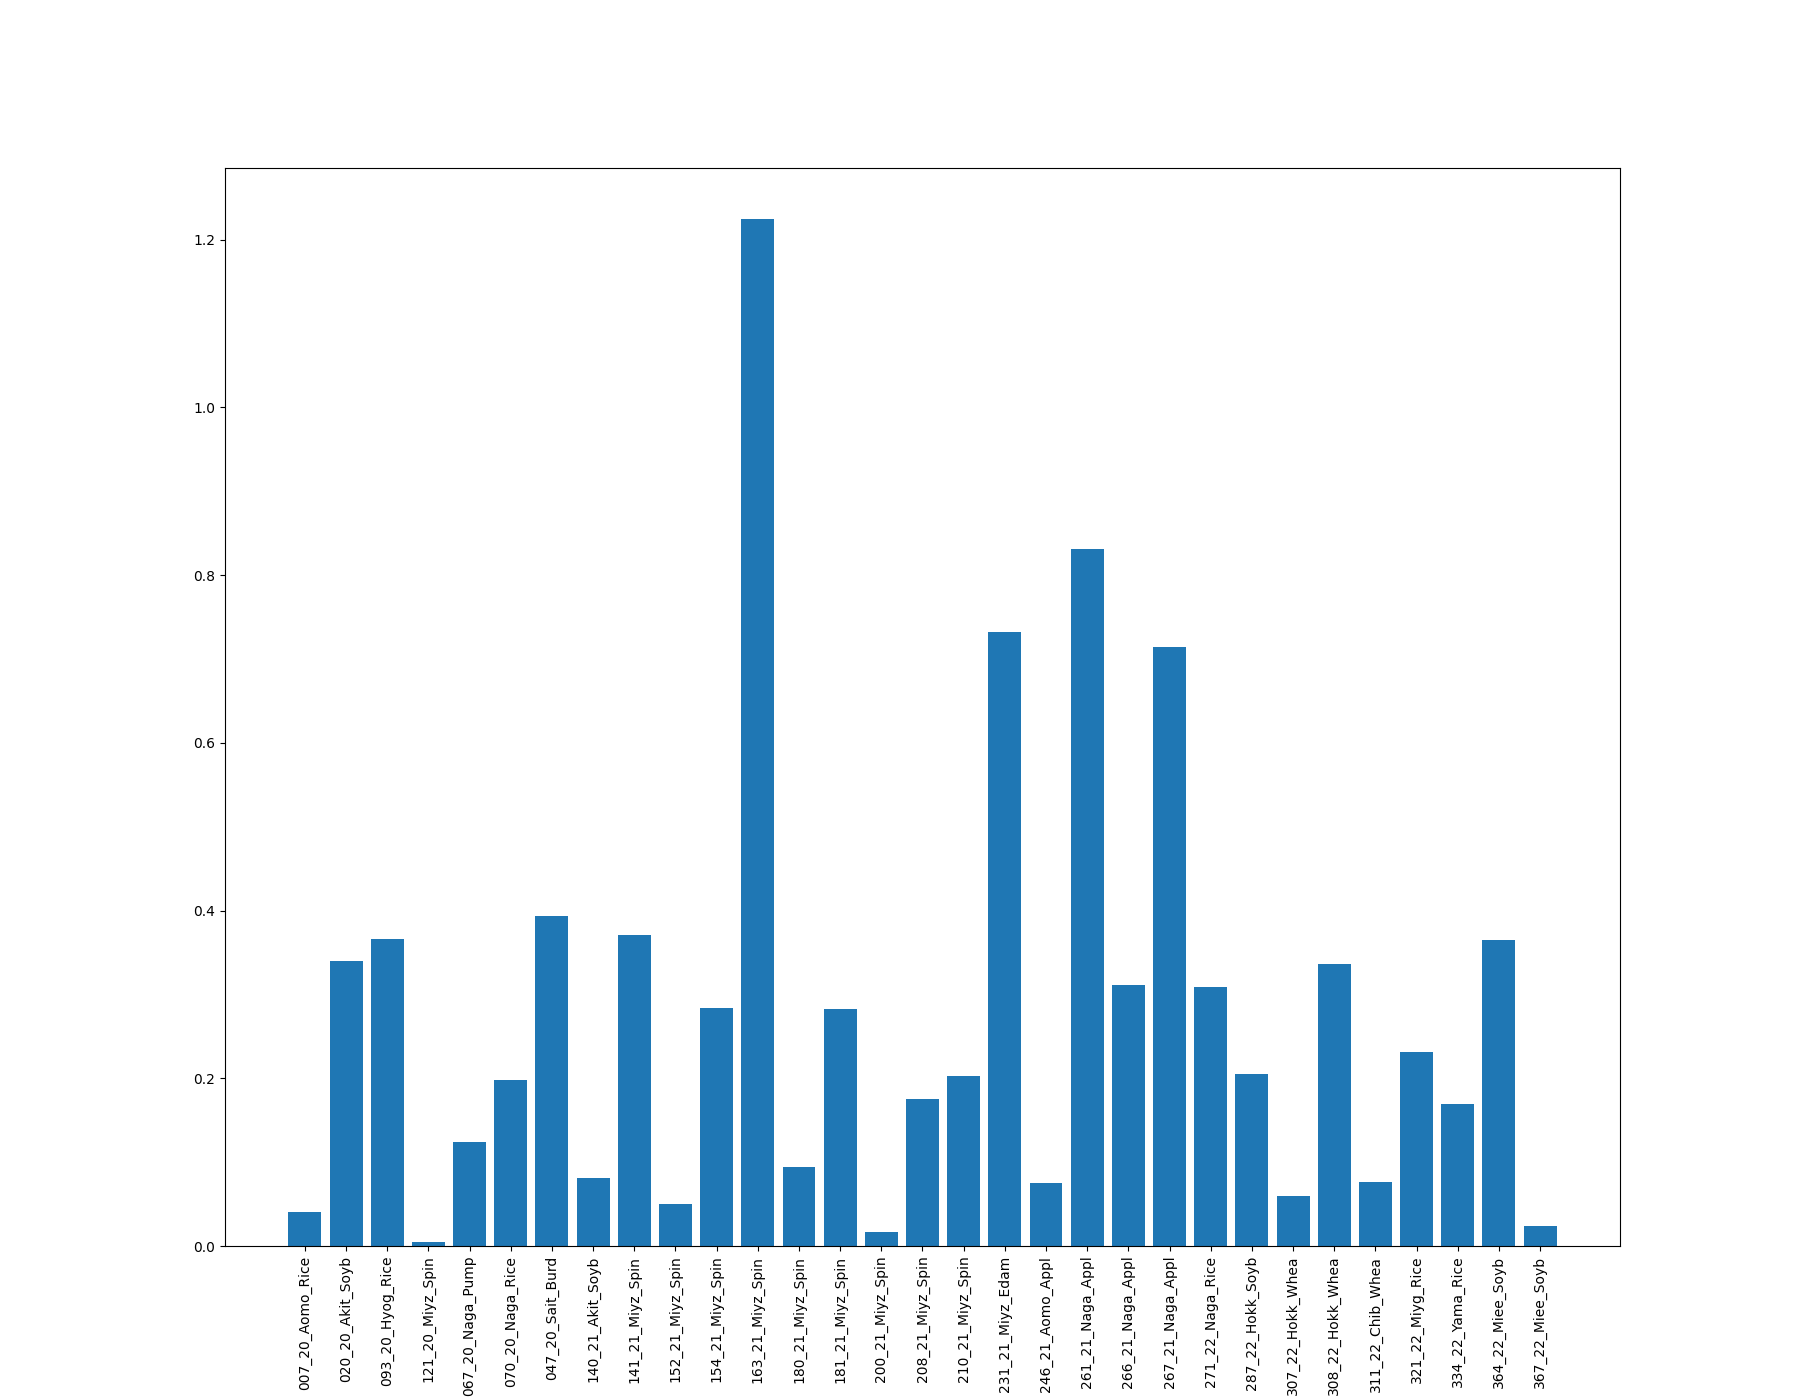 1.2
1.0
0.8
0.6
0.4
0.2
0.0
007_20_Aomo_Rice
020_20_Akit_Soyb
093_20_Hyog_Rice
121_20_Miyz_Spin
067_20_Naga_Pump
070_20_Naga_Rice
047_20_Sait_Burd
140_21_Akit_Soyb
141_21_Miyz_Spin
152_21_Miyz_Spin
154_21_Miyz_Spin
163_21_Miyz_Spin
180_21_Miyz_Spin
181_21_Miyz_Spin
200_21_Miyz_Spin
208_21_Miyz_Spin
210_21_Miyz_Spin
231_21_Miyz_Edam
246_21_Aomo_Appl
261_21_Naga_Appl
266_21_Naga_Appl
267_21_Naga_Appl
271_22_Naga_Rice
287_22_Hokk_Soyb
307_22_Hokk_Whea
308_22_Hokk_Whea
311_22_Chib_Whea
321_22_Miyg_Rice
334_22_Yama_Rice
364_22_Miee_Soyb
367_22_Miee_Soyb